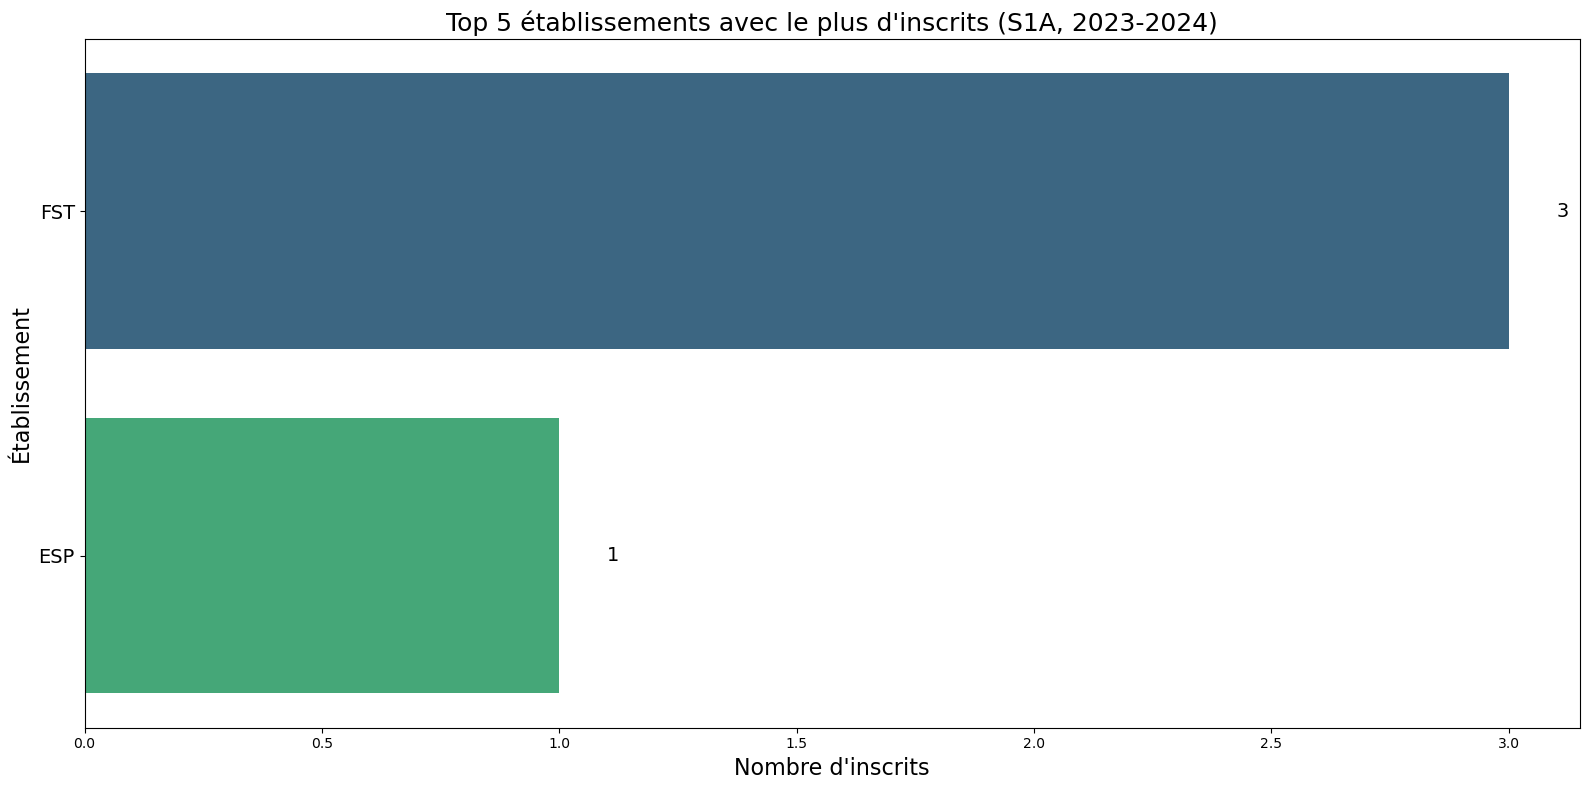 Top 5 établissements avec le plus d'inscrits (S1A, 2023-2024)
Établissement
FST
3
ESP
1
0.0 0.5 1.0 1.5 2.0 2.5 3.0
Nombre d'inscrits